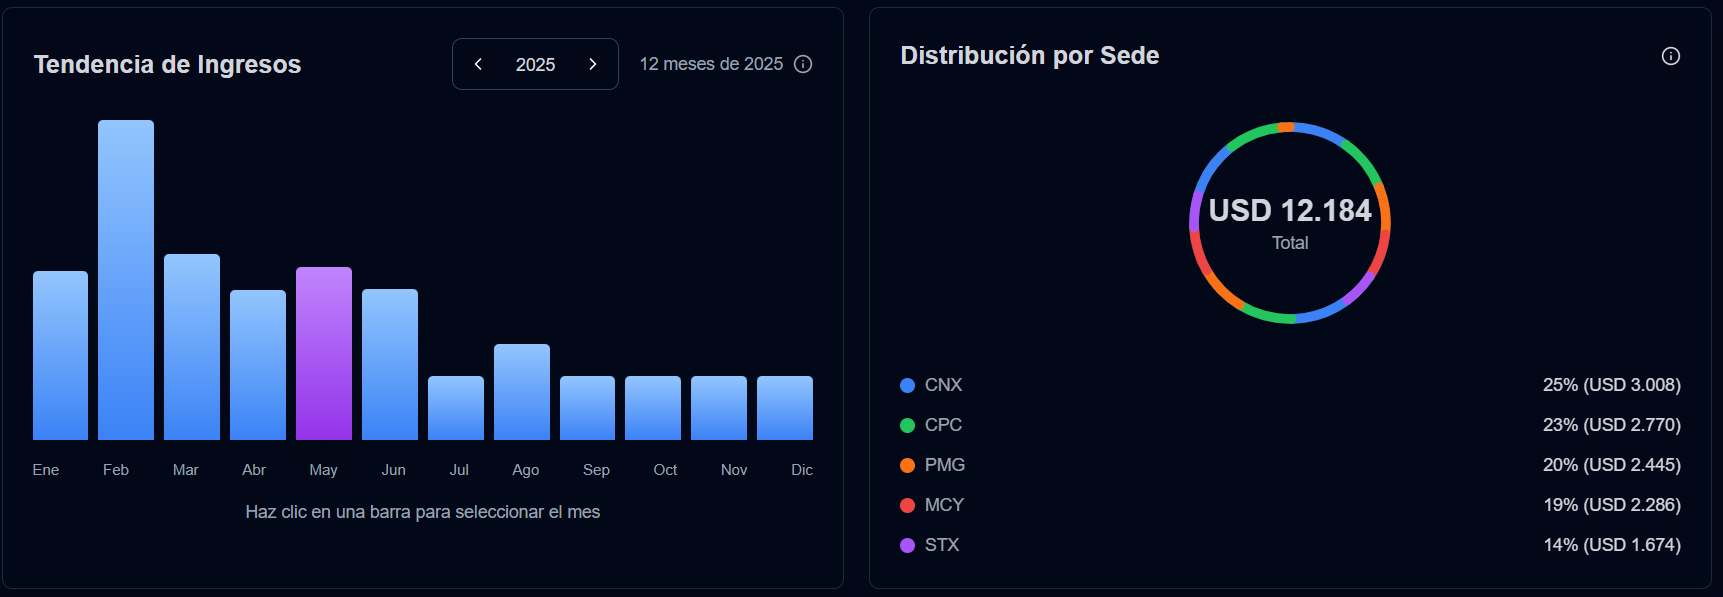 Tendencia de Ingresos
2025
12 meses de 2025
Ene Feb Mar Abr May Jun Jul Ago Sep Oct Nov Dic
Haz clic en una barra para seleccionar el mes
Distribución por Sede
USD 12.184
Total
CNX 25% (USD 3.008)
CPC 23% (USD 2.770)
PMG 20% (USD 2.445)
MCY 19% (USD 2.286)
STX 14% (USD 1.674)